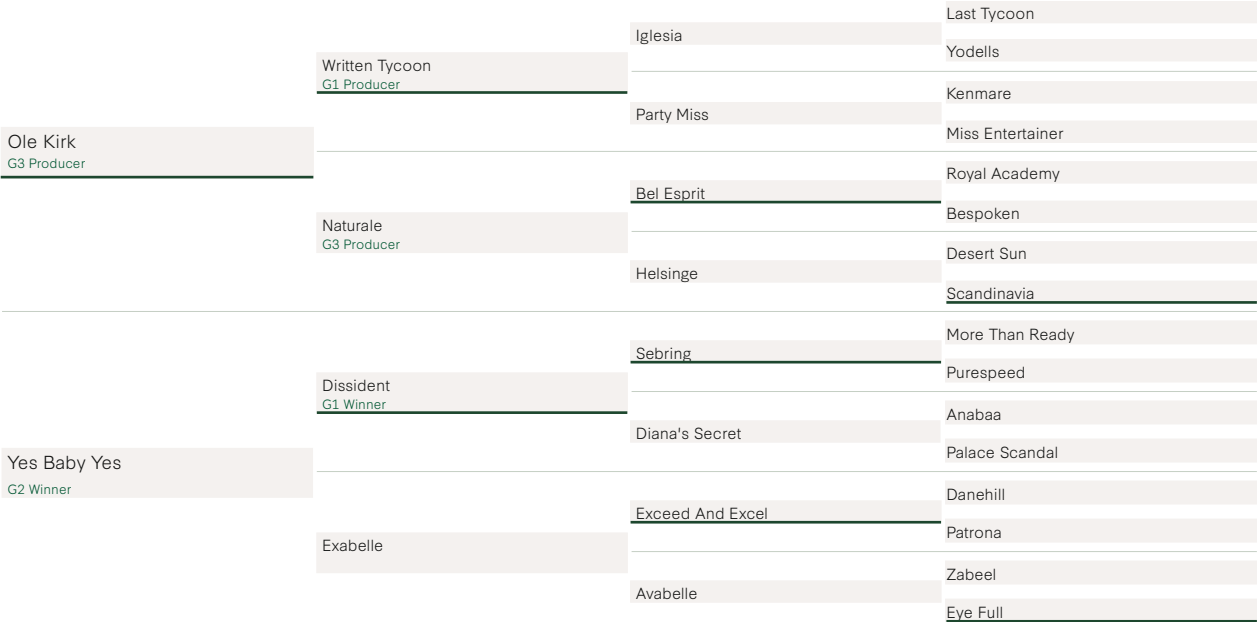 Last Tycoon
Iglesia
Yodells
Written Tycoon
G1 Producer
Kenmare
Party Miss
Miss Entertainer
Ole Kirk
G3 Producer
Royal Academy
Bel Esprit
Bespoken
Naturale
G3 Producer
Desert Sun
Helsinge
Scandinavia
More Than Ready
Sebring
Purespeed
Dissident
G1 Winner
Anabaa
Diana's Secret
Palace Scandal
Yes Baby Yes
G2 Winner
Danehill
Exceed And Excel
Patrona
Exabelle
Zabeel
Avabelle
Eye Full